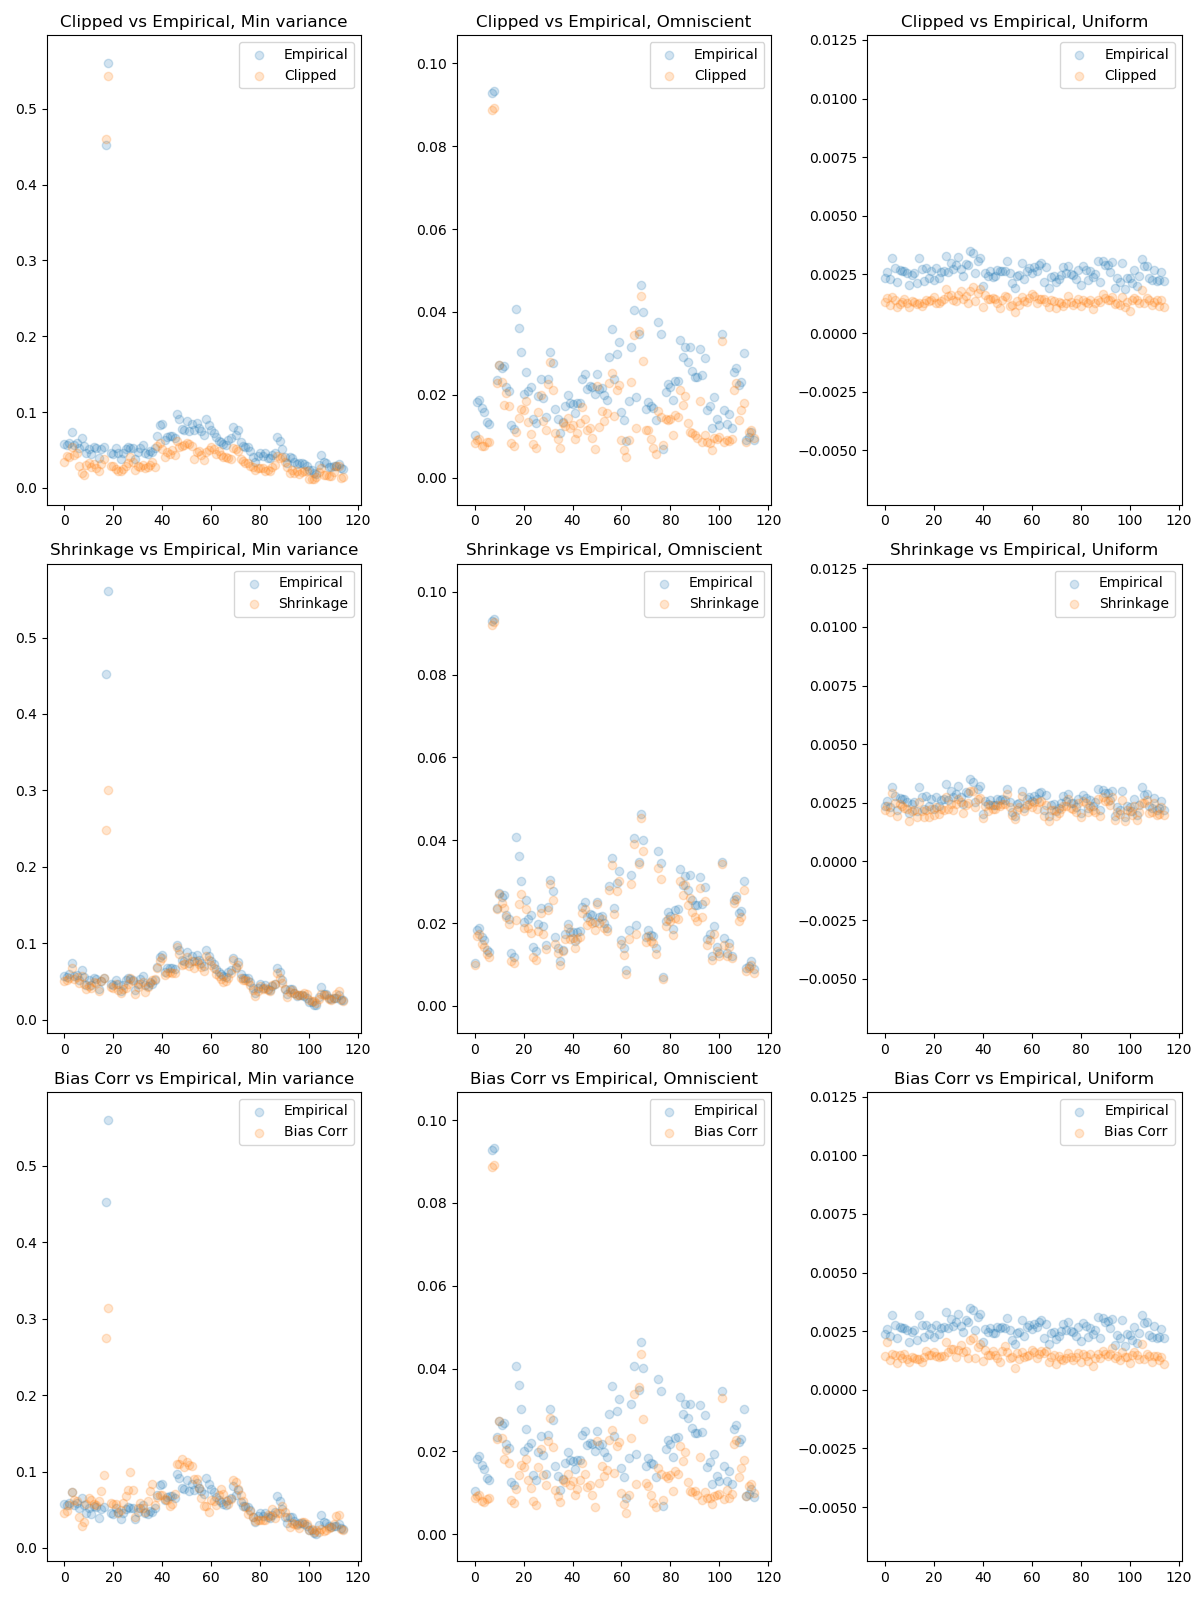 Clipped vs Empirical, Min variance
Empirical
Clipped
0.5
0.4
0.3
0.2
0.1
0.0
0 20 40 60 80 100 120
Clipped vs Empirical, Omniscient
Empirical
Clipped
0.10
0.08
0.06
0.04
0.02
0.00
0 20 40 60 80 100 120
Clipped vs Empirical, Uniform
Empirical
Clipped
0.0125
0.0100
0.0075
0.0050
0.0025
0.0000
−0.0025
−0.0050
0 20 40 60 80 100 120
Shrinkage vs Empirical, Min variance
Empirical
Shrinkage
0.5
0.4
0.3
0.2
0.1
0.0
0 20 40 60 80 100 120
Shrinkage vs Empirical, Omniscient
Empirical
Shrinkage
0.10
0.08
0.06
0.04
0.02
0.00
0 20 40 60 80 100 120
Shrinkage vs Empirical, Uniform
Empirical
Shrinkage
0.0125
0.0100
0.0075
0.0050
0.0025
0.0000
−0.0025
−0.0050
0 20 40 60 80 100 120
Bias Corr vs Empirical, Min variance
Empirical
Bias Corr
0.5
0.4
0.3
0.2
0.1
0.0
0 20 40 60 80 100 120
Bias Corr vs Empirical, Omniscient
Empirical
Bias Corr
0.10
0.08
0.06
0.04
0.02
0.00
0 20 40 60 80 100 120
Bias Corr vs Empirical, Uniform
Empirical
Bias Corr
0.0125
0.0100
0.0075
0.0050
0.0025
0.0000
−0.0025
−0.0050
0 20 40 60 80 100 120